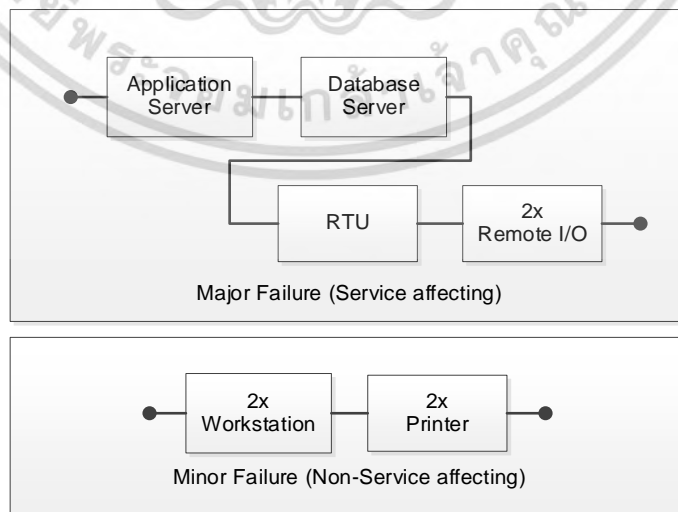 Application
Server
Database
Server
RTU
2x
Remote I/O
Major Failure (Service affecting)
2x
Workstation
2x
Printer
Minor Failure (Non-Service affecting)